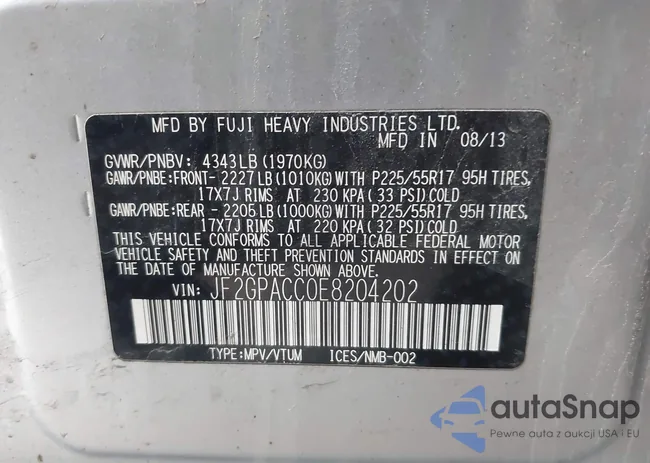 MFD BY FUJI HEAVY INDUSTRIES LTD.
MFD IN 08/13
GVWR/PNBV: 4343LB(1970KG)
GAWR/PNBE:FRONT-2227LB(1010KG)WITH P225/55R17 95H TIRES,
17X7J RIMS AT 230 KPA(33 PSI)COLD
GAWR/PNBE:REAR -2205LB(1000KG)WITH P225/55R17 95H TIRES,
17X7J RIMS AT 220 KPA(32 PSI)COLD
THIS VEHICLE CONFORMS TO ALL APPLICABLE FEDERAL MOTOR
VEHICLE SAFETY AND THEFT PREVENTION STANDARDS IN EFFECT ON
THE DATE OF MANUFACTURE SHOWN ABOVE.
VIN: JF2GPACC0E8204202
TYPE:MPV/VTUM ICES/NMB-002
autaSnap
Pewne auta z aukcji USA i EU